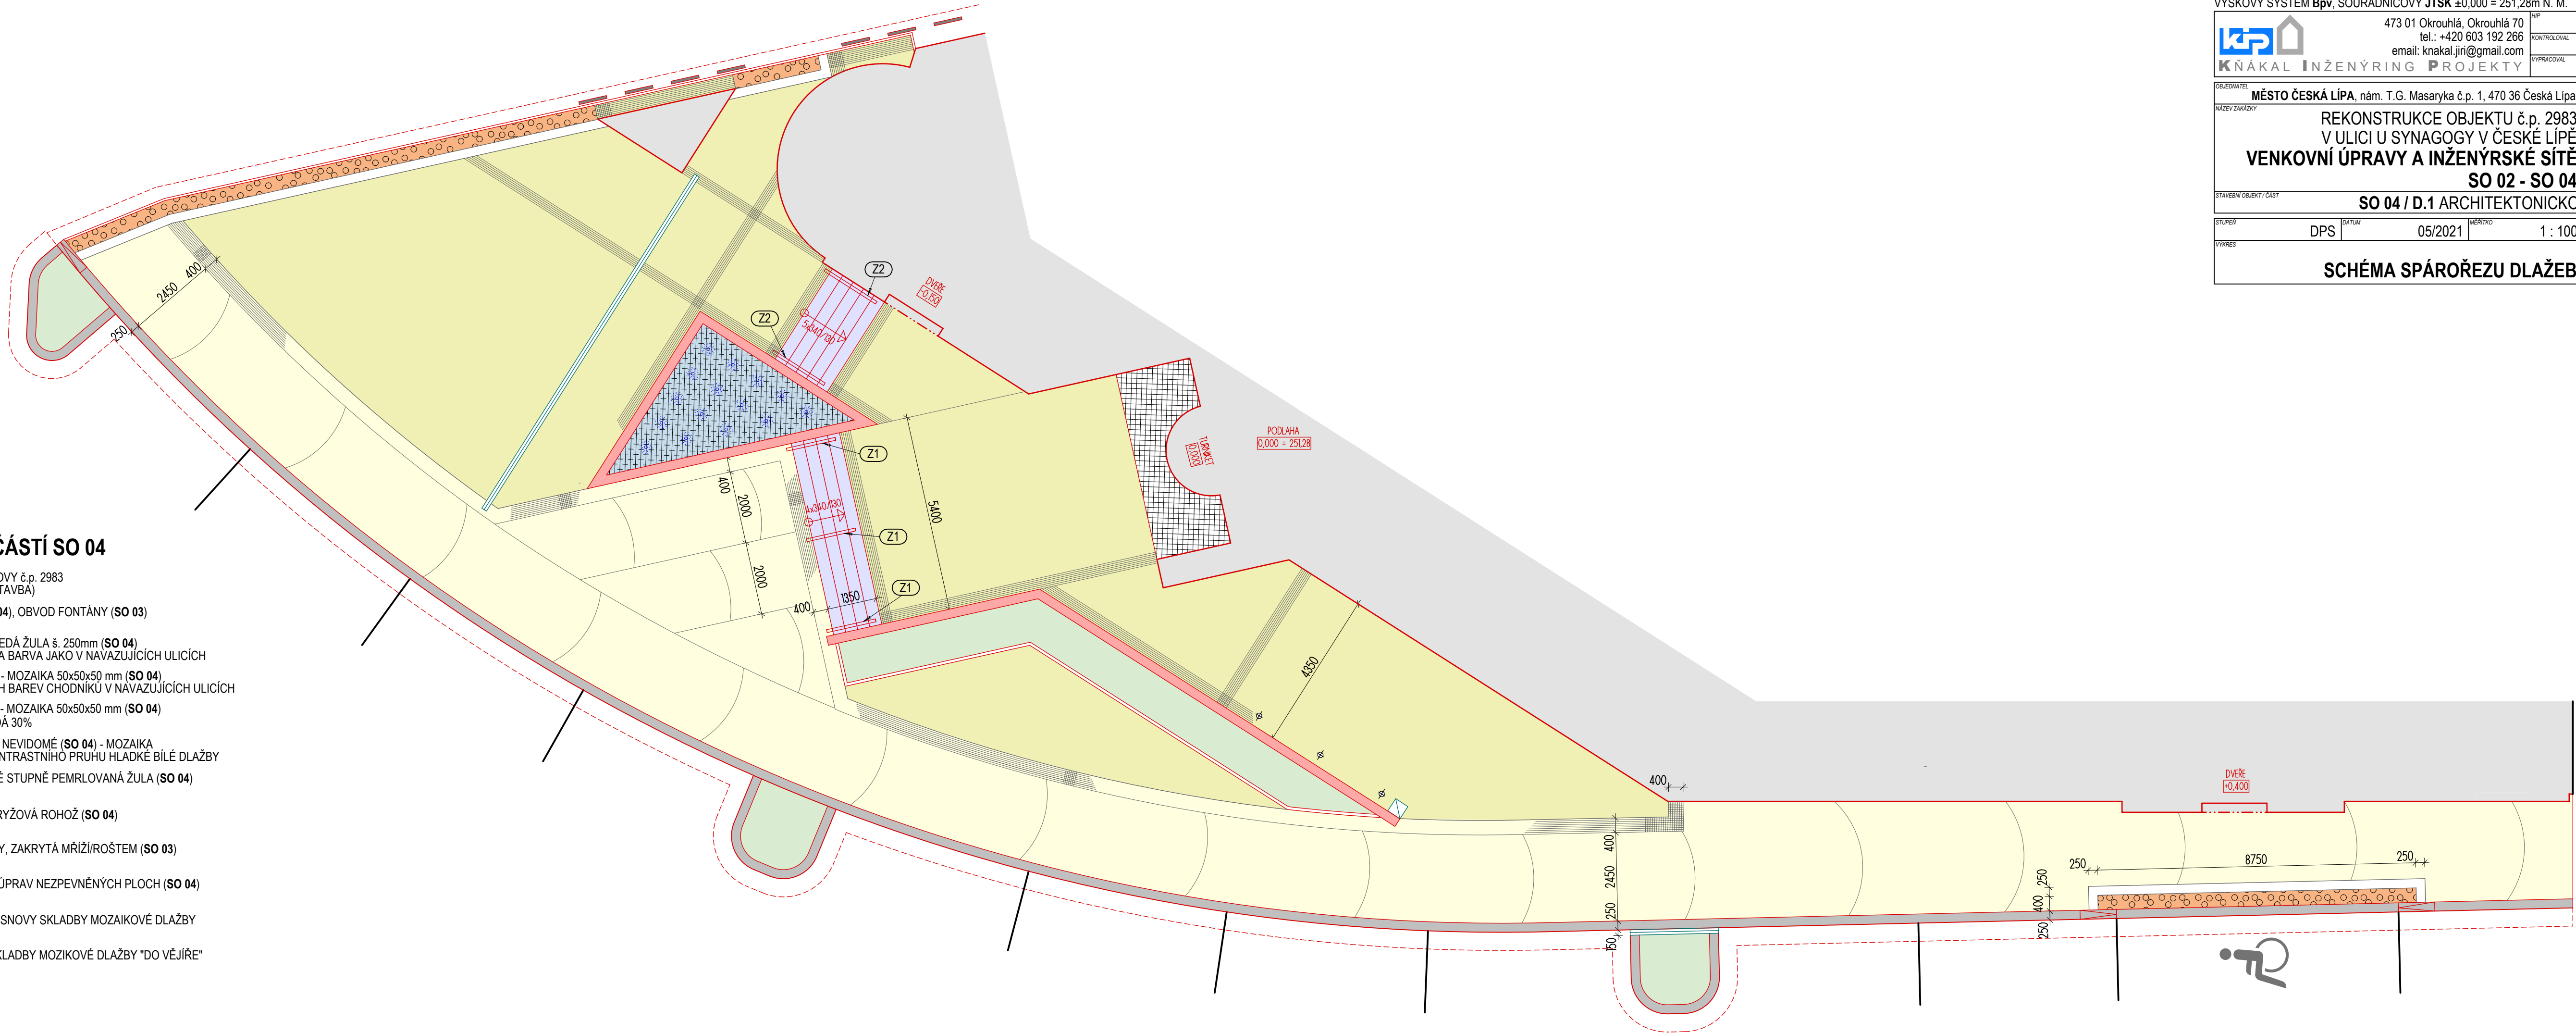 VÝŠKOVÝ SYSTÉM Bpv, SOUŘADNICOVÝ JTSK ±0,000 = 251,28m N. M.
473 01 Okrouhlá, Okrouhlá 70
tel.: +420 603 192 266
email: knakal.jiri@gmail.com
kip
KŇÁKAL INŽENÝRING PROJEKTY
HIP
KONTROLOVAL
VYPRACOVAL
OBJEDNATEL
MĚSTO ČESKÁ LÍPA, nám. T.G. Masaryka č.p. 1, 470 36 Česká Lípa
NÁZEV ZAKÁZKY
REKONSTRUKCE OBJEKTU č.p. 2983
V ULICI U SYNAGOGY V ČESKÉ LÍPĚ
VENKOVNÍ ÚPRAVY A INŽENÝRSKÉ SÍTĚ
SO 02 - SO 04
STAVEBNÍ OBJEKT / ČÁST
SO 04 / D.1 ARCHITEKTONICKO
STUPEŇ
DPS
DATUM
05/2021
MĚŘÍTKO
1 : 100
VÝKRES
SCHÉMA SPÁROŘEZU DLAŽEB
400
2450
250
Z2
DVEŘE
-0,150
Z2
5x340/130
Z1
4x340/130
Z1
Z1
400
2000
2000
400
1350
5400
TURNIKET
0,000
PODLAHA
0,000 = 251,28
4350
400
400
2450
250
150
DVEŘE
+0,400
250
8750
250
250
400
250
ČÁSTÍ SO 04
OVY č.p. 2983
TAVBA)
04), OBVOD FONTÁNY (SO 03)
EDÁ ŽULA š. 250mm (SO 04)
A BARVA JAKO V NAVAZUJÍCÍCH ULICÍCH
- MOZAIKA 50x50x50 mm (SO 04)
H BAREV CHODNÍKŮ V NAVAZUJÍCÍCH ULICÍCH
- MOZAIKA 50x50x50 mm (SO 04)
DÁ 30%
NEVIDOMÉ (SO 04) - MOZAIKA
NTRASTNÍHO PRUHU HLADKÉ BÍLÉ DLAŽBY
É STUPNĚ PEMRLOVANÁ ŽULA (SO 04)
RYŽOVÁ ROHOŽ (SO 04)
Y, ZAKRYTÁ MŘÍŽÍ/ROŠTEM (SO 03)
ÚPRAV NEZPEVNĚNÝCH PLOCH (SO 04)
SNOVY SKLADBY MOZAIKOVÉ DLAŽBY
KLADBY MOZIKOVÉ DLAŽBY "DO VĚJÍŘE"